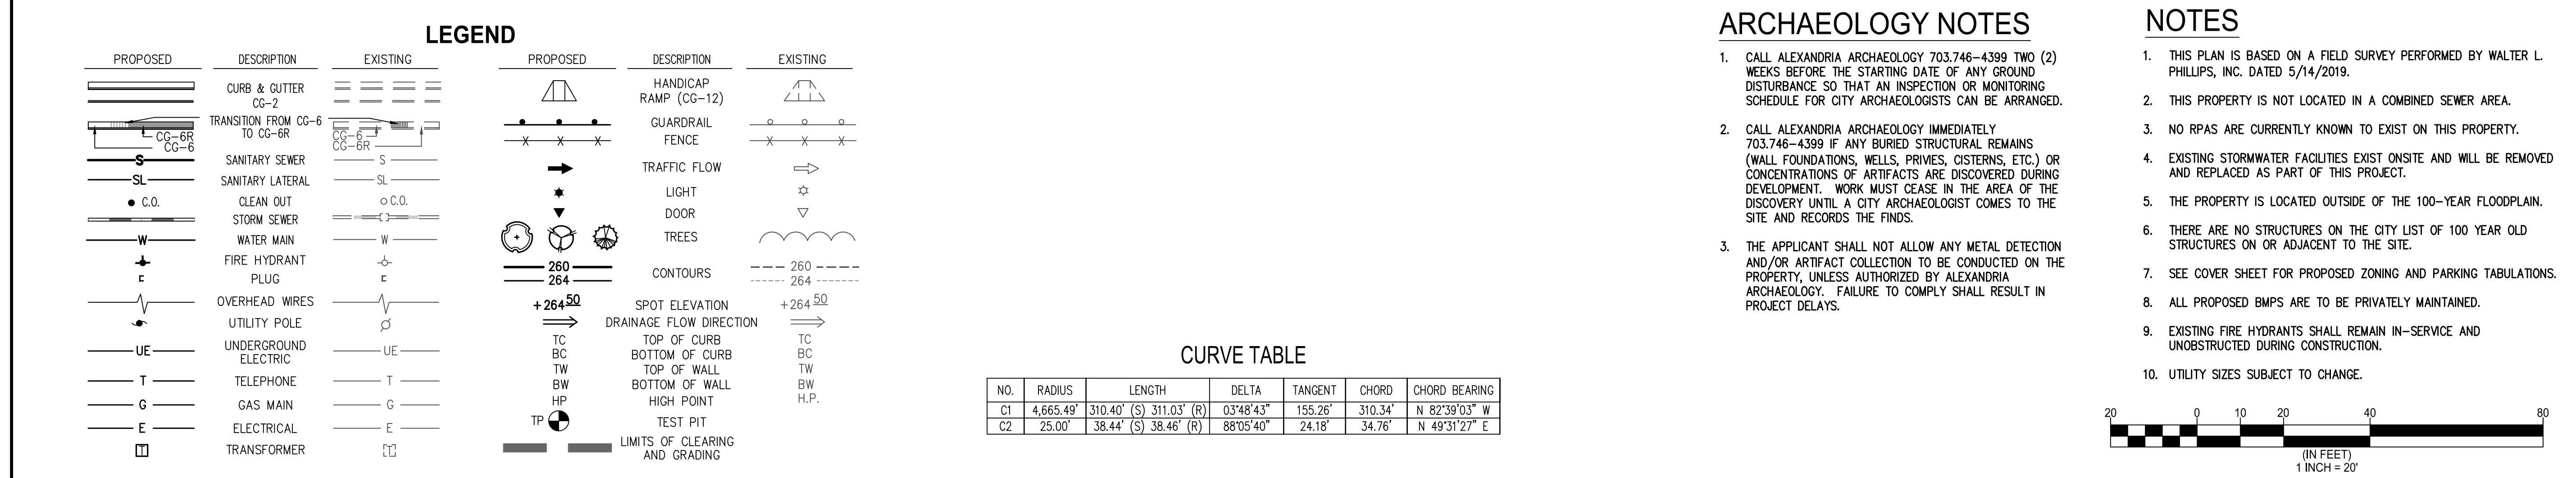 LEGEND
PROPOSED DESCRIPTION EXISTING
CURB & GUTTER
CG-2
TRANSITION FROM CG-6
TO CG-6R
CG-6R
CG-6
CG-6
CG-6R
S SANITARY SEWER S
SL SANITARY LATERAL SL
C.O. CLEAN OUT C.O.
STORM SEWER
W WATER MAIN W
FIRE HYDRANT
PLUG
OVERHEAD WIRES
UTILITY POLE
UE UNDERGROUND UE
ELECTRIC
T TELEPHONE T
G GAS MAIN G
E ELECTRICAL E
T TRANSFORMER T
PROPOSED DESCRIPTION EXISTING
HANDICAP
RAMP (CG-12)
GUARDRAIL
X X X FENCE X X X
TRAFFIC FLOW
LIGHT
DOOR
TREES
260 CONTOURS 260
264 264
+264 50 SPOT ELEVATION +264 50
DRAINAGE FLOW DIRECTION
TC TOP OF CURB TC
BC BOTTOM OF CURB BC
TW TOP OF WALL TW
BW BOTTOM OF WALL BW
HP HIGH POINT H.P.
TP TEST PIT
LIMITS OF CLEARING
AND GRADING
CURVE TABLE
NO. RADIUS LENGTH DELTA TANGENT CHORD CHORD BEARING
C1 4,665.49' 310.40' (S) 311.03' (R) 03°48'43" 155.26' 310.34' N 82°39'03" W
C2 25.00' 38.44' (S) 38.46' (R) 88°05'40" 24.18' 34.76' N 49°31'27" E
ARCHAEOLOGY NOTES
1. CALL ALEXANDRIA ARCHAEOLOGY 703.746-4399 TWO (2)
WEEKS BEFORE THE STARTING DATE OF ANY GROUND
DISTURBANCE SO THAT AN INSPECTION OR MONITORING
SCHEDULE FOR CITY ARCHAEOLOGISTS CAN BE ARRANGED.
2. CALL ALEXANDRIA ARCHAEOLOGY IMMEDIATELY
703.746-4399 IF ANY BURIED STRUCTURAL REMAINS
(WALL FOUNDATIONS, WELLS, PRIVIES, CISTERNS, ETC.) OR
CONCENTRATIONS OF ARTIFACTS ARE DISCOVERED DURING
DEVELOPMENT. WORK MUST CEASE IN THE AREA OF THE
DISCOVERY UNTIL A CITY ARCHAEOLOGIST COMES TO THE
SITE AND RECORDS THE FINDS.
3. THE APPLICANT SHALL NOT ALLOW ANY METAL DETECTION
AND/OR ARTIFACT COLLECTION TO BE CONDUCTED ON THE
PROPERTY, UNLESS AUTHORIZED BY ALEXANDRIA
ARCHAEOLOGY. FAILURE TO COMPLY SHALL RESULT IN
PROJECT DELAYS.
NOTES
1. THIS PLAN IS BASED ON A FIELD SURVEY PERFORMED BY WALTER L.
PHILLIPS, INC. DATED 5/14/2019.
2. THIS PROPERTY IS NOT LOCATED IN A COMBINED SEWER AREA.
3. NO RPAS ARE CURRENTLY KNOWN TO EXIST ON THIS PROPERTY.
4. EXISTING STORMWATER FACILITIES EXIST ONSITE AND WILL BE REMOVED
AND REPLACED AS PART OF THIS PROJECT.
5. THE PROPERTY IS LOCATED OUTSIDE OF THE 100-YEAR FLOODPLAIN.
6. THERE ARE NO STRUCTURES ON THE CITY LIST OF 100 YEAR OLD
STRUCTURES ON OR ADJACENT TO THE SITE.
7. SEE COVER SHEET FOR PROPOSED ZONING AND PARKING TABULATIONS.
8. ALL PROPOSED BMPS ARE TO BE PRIVATELY MAINTAINED.
9. EXISTING FIRE HYDRANTS SHALL REMAIN IN-SERVICE AND
UNOBSTRUCTED DURING CONSTRUCTION.
10. UTILITY SIZES SUBJECT TO CHANGE.
20 0 10 20 40 80
(IN FEET)
1 INCH = 20'